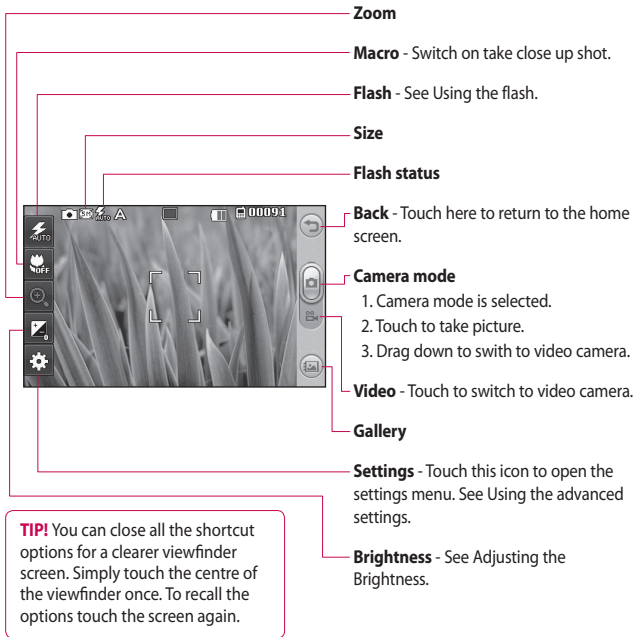 Zoom
Macro - Switch on take close up shot.
Flash - See Using the flash.
Size
Flash status
Back - Touch here to return to the home
screen.
Camera mode
1. Camera mode is selected.
2. Touch to take picture.
3. Drag down to swith to video camera.
Video - Touch to switch to video camera.
Gallery
Settings - Touch this icon to open the
settings menu. See Using the advanced
settings.
Brightness - See Adjusting the
Brightness.
AUTO A 00091
AUTO
OFF
0
TIP! You can close all the shortcut
options for a clearer viewfinder
screen. Simply touch the centre of
the viewfinder once. To recall the
options touch the screen again.